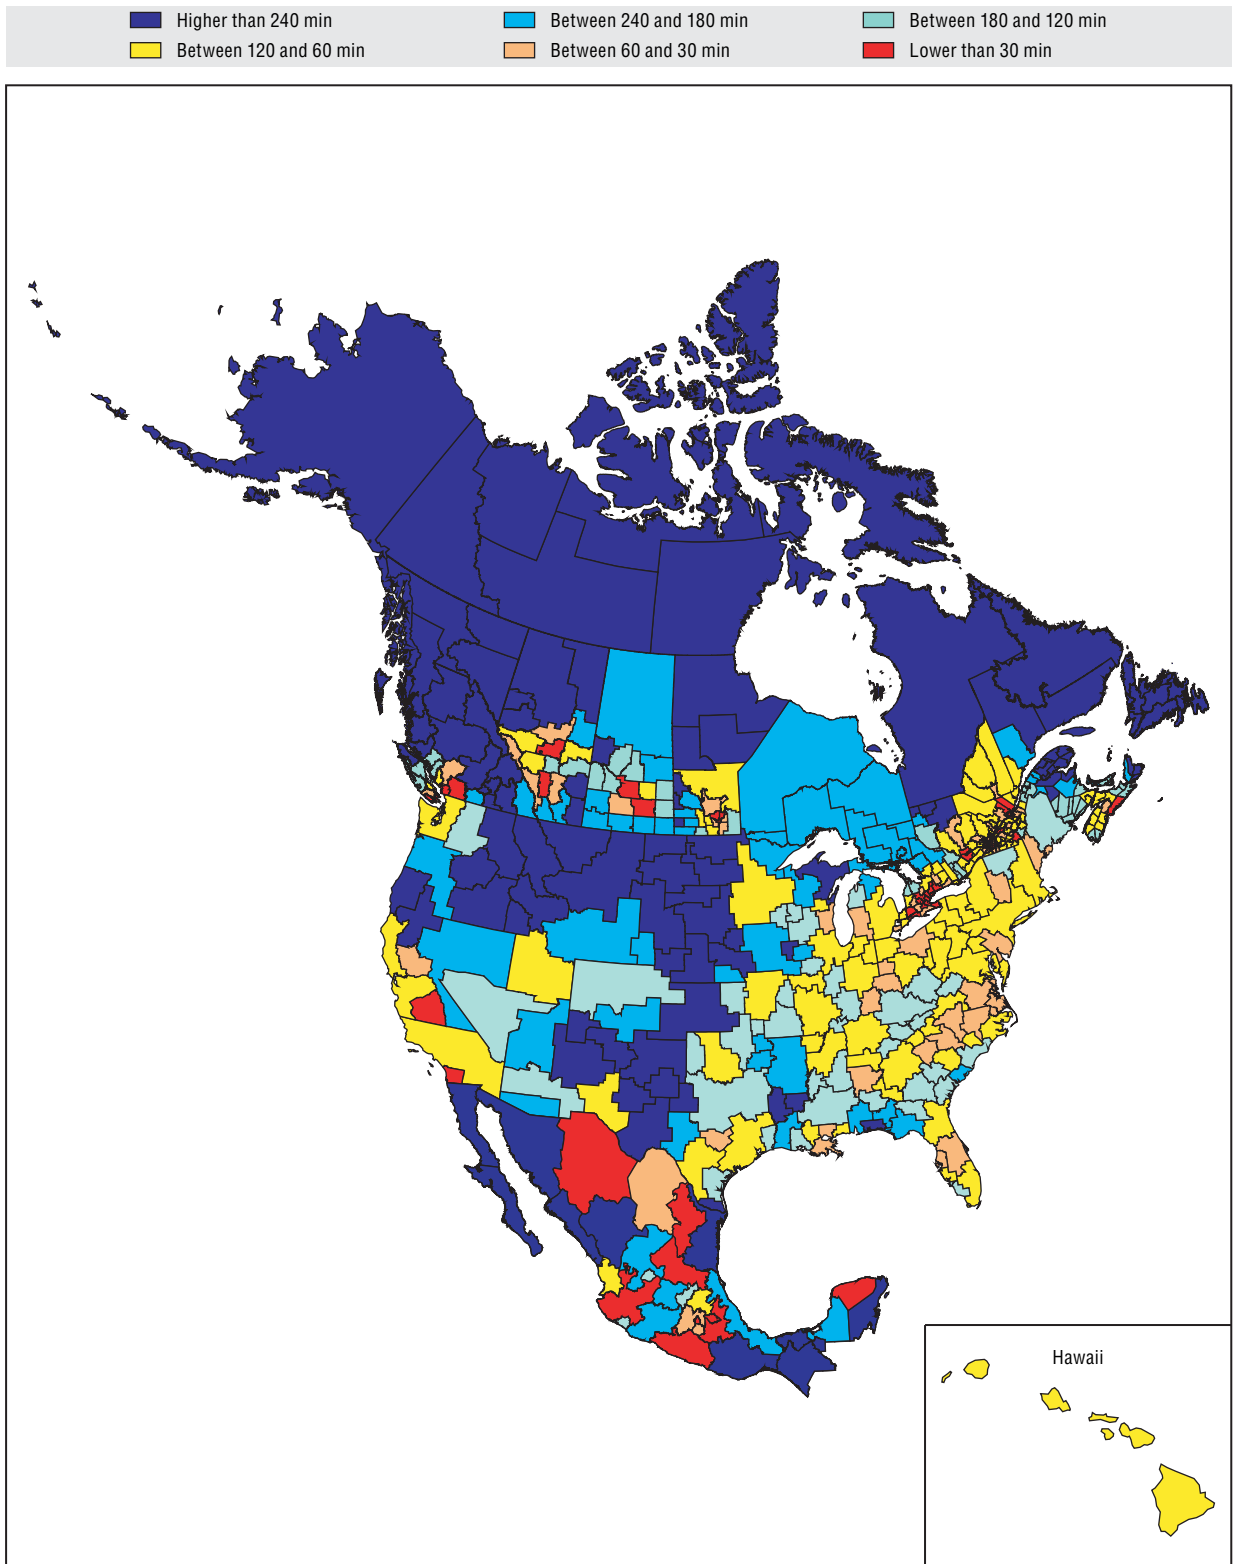 Higher than 240 min Between 240 and 180 min Between 180 and 120 min
Between 120 and 60 min Between 60 and 30 min Lower than 30 min
Hawaii